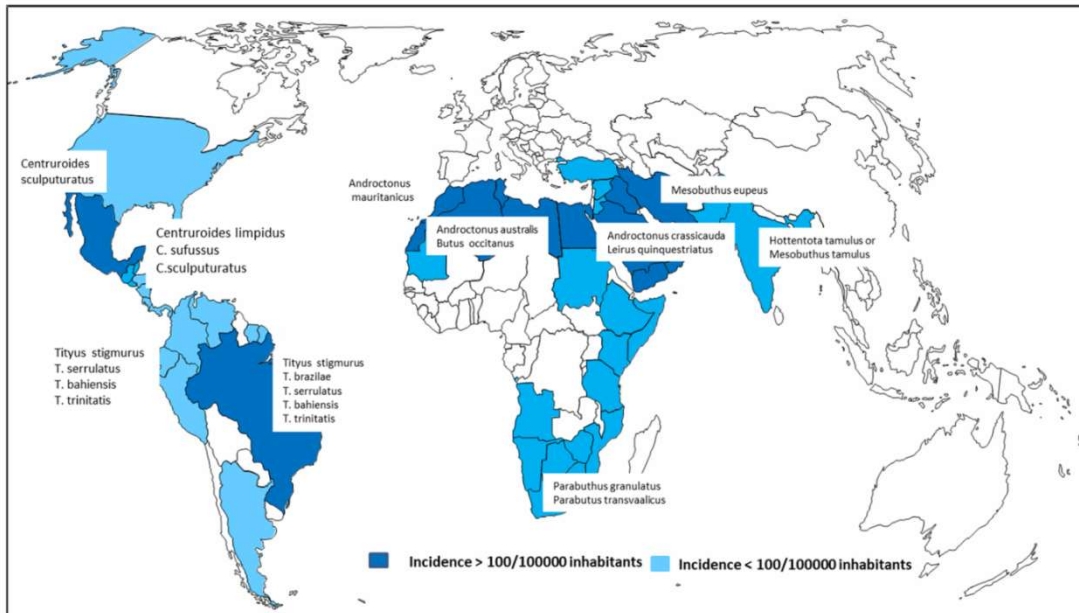 Centruroides
sculputuratus
Centruroides limpidus
C. sufussus
C.sculputuratus
Tityus stigmurus
T. serrulatus
T. bahiensis
T. trinitatis
Tityus stigmurus
T. brazilae
T. serrulatus
T. bahiensis
T. trinitatis
Androctonus
mauritanicus
Androctonus australis
Butus occitanus
Androctonus crassicauda
Leirus quinquestriatus
Mesobuthus eupeus
Hottentota tamulus or
Mesobuthus tamulus
Parabuthus granulatus
Parabutus transvaalicus
Incidence > 100/100000 inhabitants
Incidence < 100/100000 inhabitants